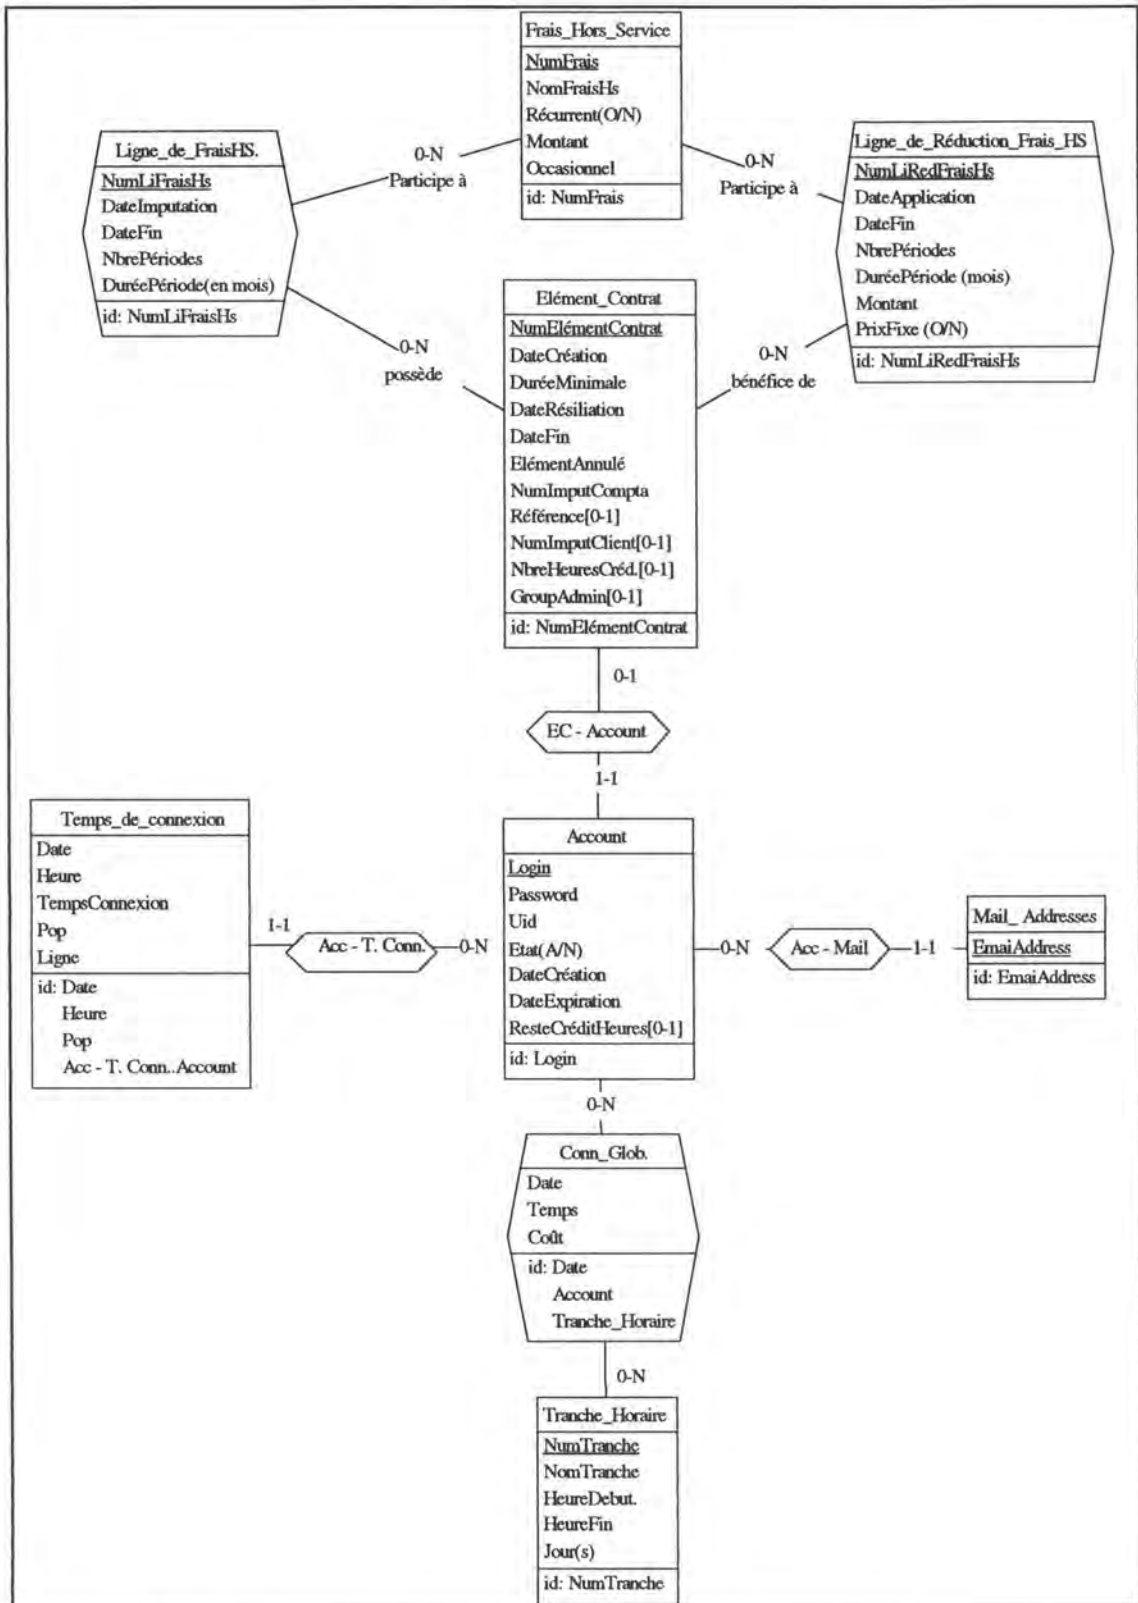 Frais_Hors_Service
NumFrais
NomFraisHs
Récurrent(O/N)
Montant
Occasionnel
id: NumFrais
Ligne_de_FraisHS.
NumLiFraisHs
DateImputation
DateFin
NbrePériodes
DuréePériode(en mois)
id: NumLiFraisHs
0-N
Participe à
0-N
Participe à
Ligne_de_Réduction_Frais_HS
NumLiRedFraisHs
DateApplication
DateFin
NbrePériodes
DuréePériode (mois)
Montant
PrixFixe (O/N)
id: NumLiRedFraisHs
0-N
possède
0-N
bénéfice de
Elément_Contrat
NumElémentContrat
DateCréation
DuréeMinimale
DateRésiliation
DateFin
ElémentAnnulé
NumImputCompta
Référence[0-1]
NumImputClient[0-1]
NbreHeuresCréd.[0-1]
GroupAdmin[0-1]
id: NumElémentContrat
0-1
EC - Account
1-1
Temps_de_connexion
Date
Heure
TempsConnexion
Pop
Ligne
id: Date
Heure
Pop
Acc - T. Conn..Account
1-1
Acc - T. Conn.
0-N
Account
Login
Password
Uid
Etat(A/N)
DateCréation
DateExpiration
ResteCréditHeures[0-1]
id: Login
0-N
Acc - Mail
1-1
Mail_ Addresses
EmaiAddress
id: EmaiAddress
0-N
Conn_Glob.
Date
Temps
Coût
id: Date
Account
Tranche_Horaire
0-N
Tranche_Horaire
NumTranche
NomTranche
HeureDebut.
HeureFin
Jour(s)
id: NumTranche